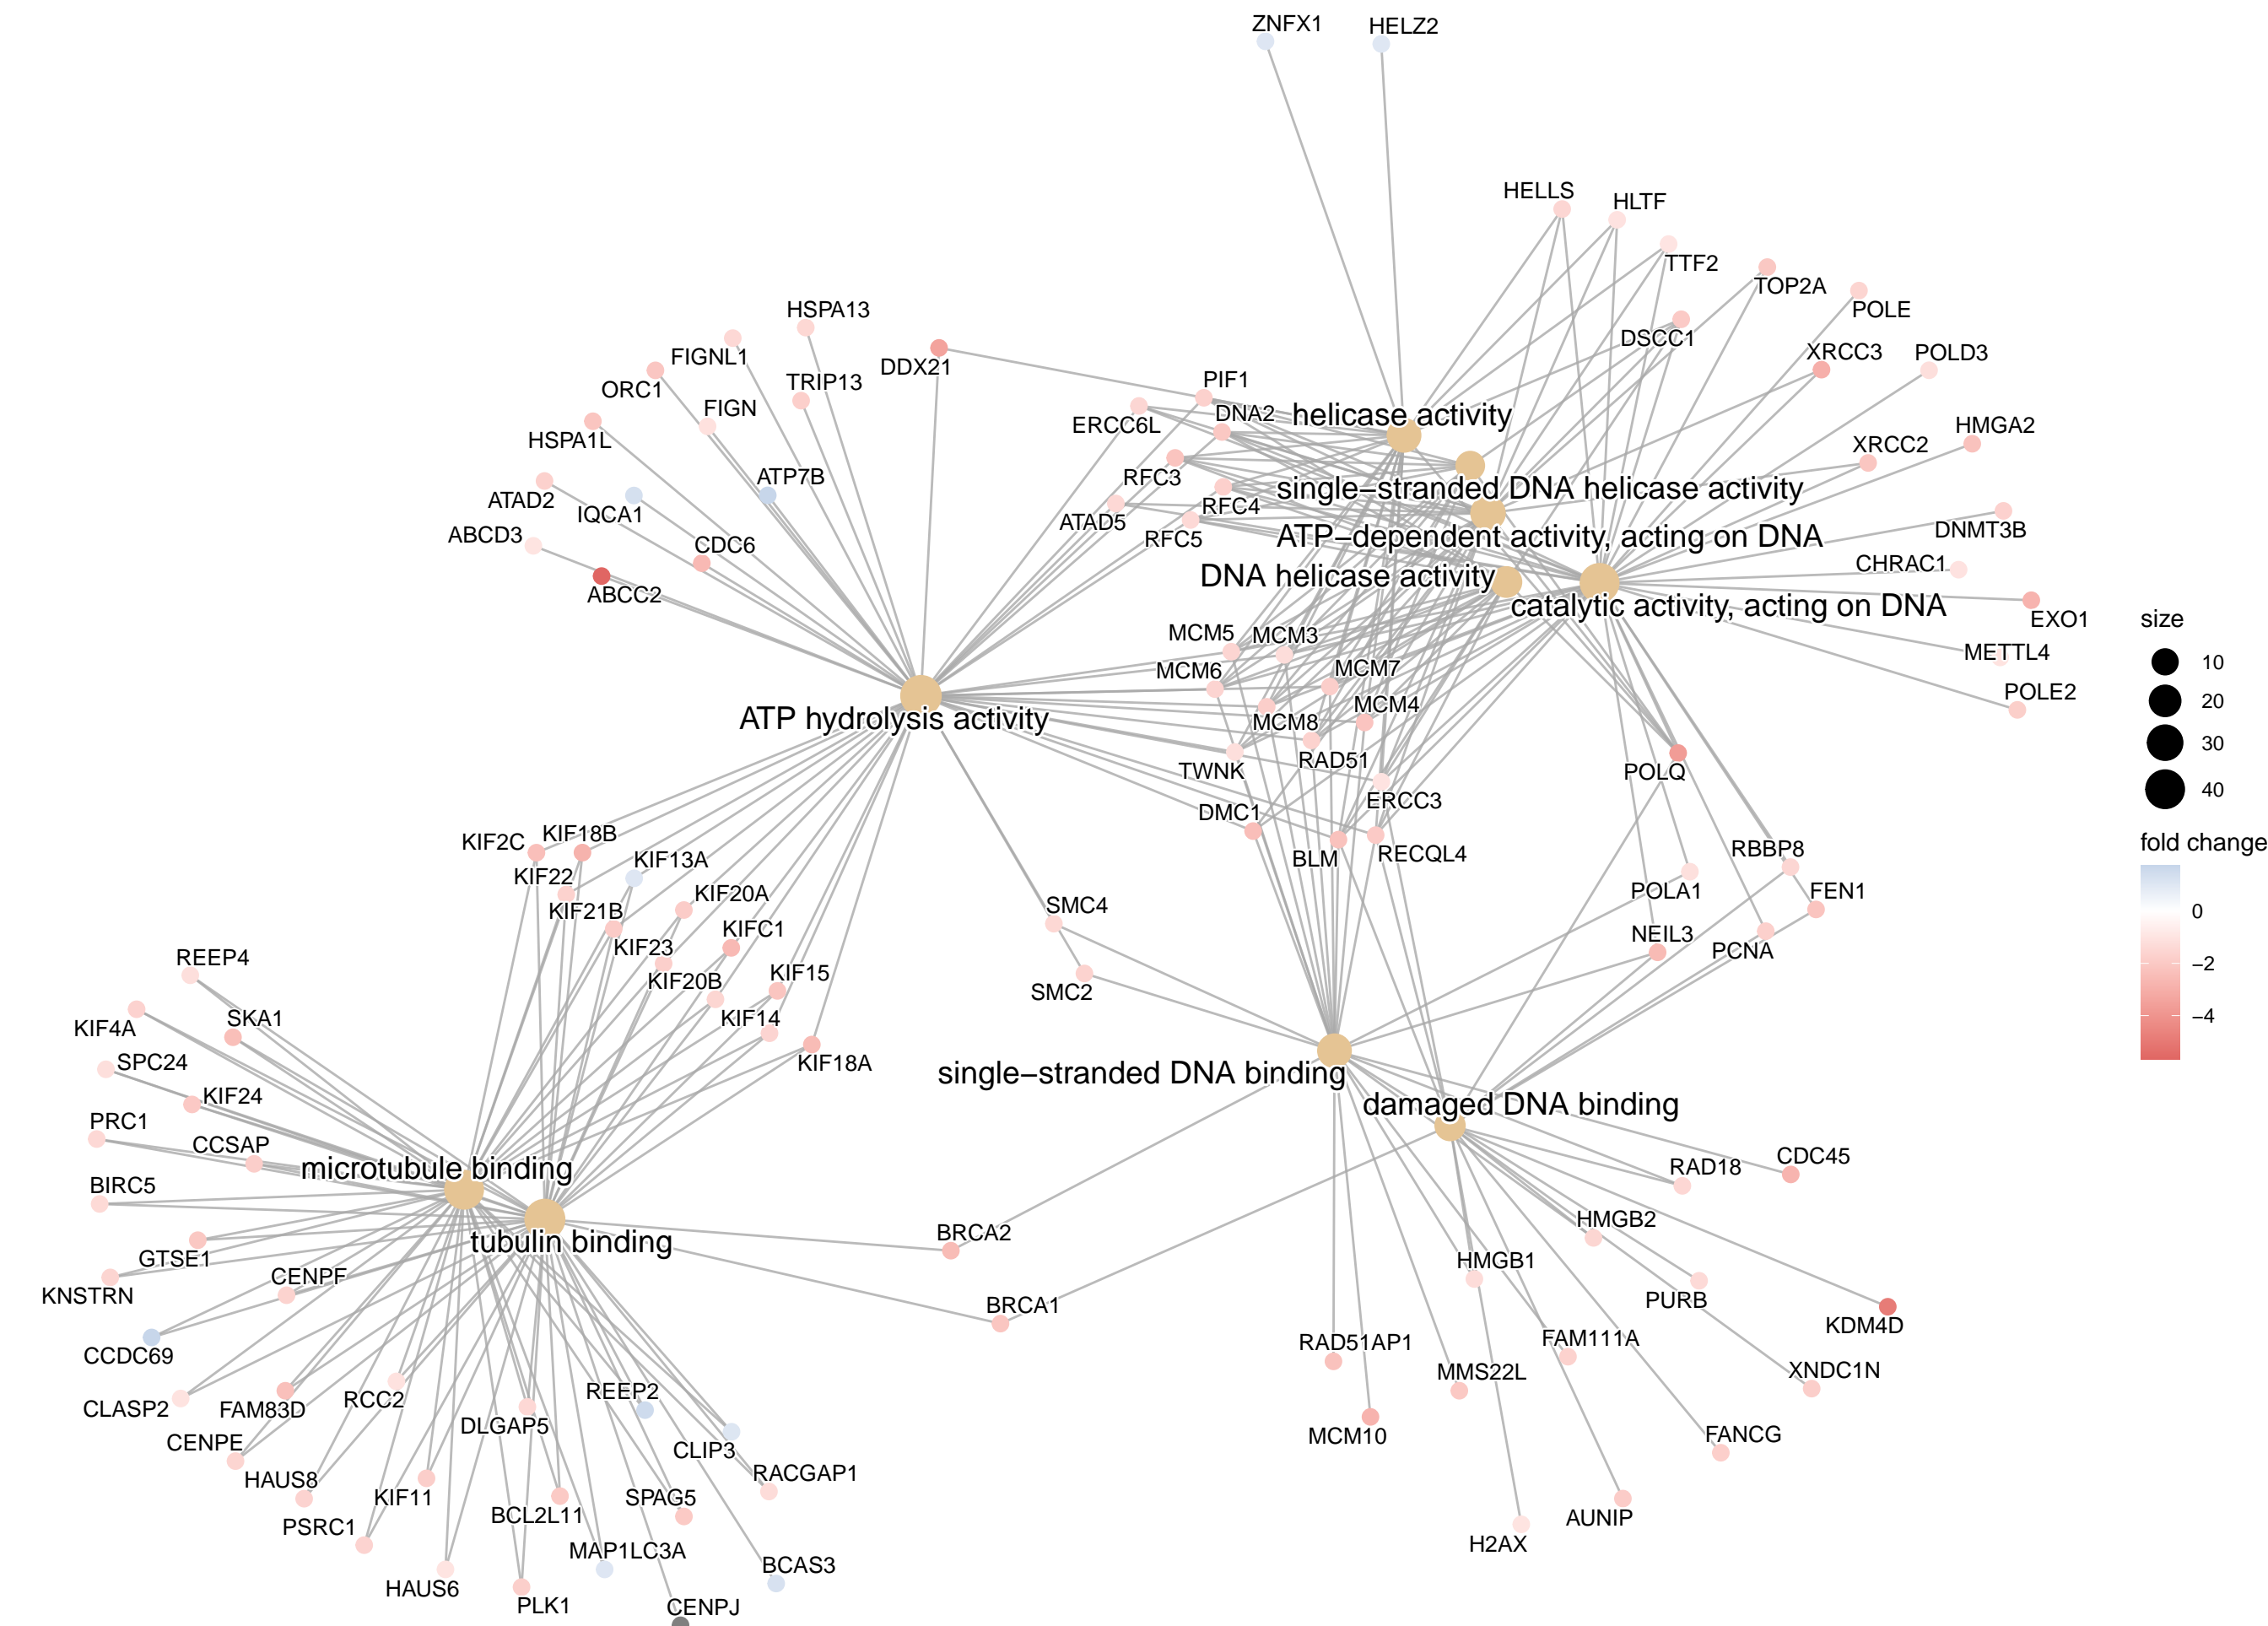 ZNFX1
HELZ2
HELLS
HLTF
TTF2
TOP2A
POLE
DSCC1
XRCC3
POLD3
HSPA13
FIGNL1
DDX21
TRIP13
ORC1
FIGN
HSPA1L
PIF1
ERCC6L
DNA2
helicase activity
HMGA2
XRCC2
RFC3
ATP7B
ATAD2
IQCA1
single−stranded DNA helicase activity
RFC4
ATAD5
RFC5
DNMT3B
ABCD3
CDC6
ATP−dependent activity, acting on DNA
CHRAC1
DNA helicase activity
ABCC2
catalytic activity, acting on DNA
EXO1
size
MCM5
MCM3
METTL4
10
MCM6
MCM7
POLE2
20
MCM4
ATP hydrolysis activity
MCM8
30
RAD51
TWNK
POLQ
40
ERCC3
DMC1
KIF2C
KIF18B
fold change
RBBP8
BLM
RECQL4
KIF13A
KIF22
POLA1
FEN1
KIF20A
KIF21B
SMC4
0
KIFC1
NEIL3
KIF23
PCNA
REEP4
KIF15
−2
KIF20B
SMC2
KIF14
SKA1
KIF4A
−4
SPC24
KIF18A
single−stranded DNA binding
KIF24
damaged DNA binding
PRC1
CCSAP
CDC45
microtubule binding
RAD18
BIRC5
HMGB2
BRCA2
tubulin binding
GTSE1
HMGB1
CENPF
KNSTRN
PURB
BRCA1
KDM4D
RAD51AP1
FAM111A
CCDC69
MMS22L
XNDC1N
REEP2
RCC2
CLASP2
FAM83D
DLGAP5
FANCG
MCM10
CENPE
CLIP3
RACGAP1
HAUS8
KIF11
SPAG5
BCL2L11
AUNIP
PSRC1
H2AX
MAP1LC3A
BCAS3
HAUS6
PLK1
CENPJ